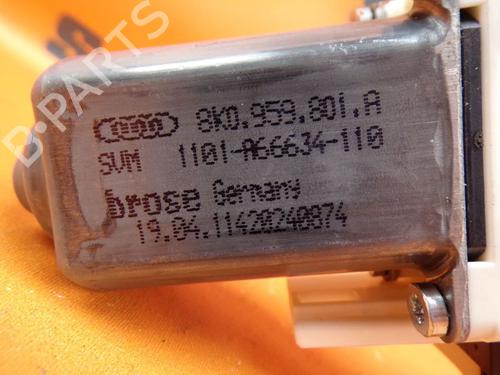 8K0.959.801.A
SVM 1101-A66634-110
brose Germany
19.04.11420240874
B-PARTS